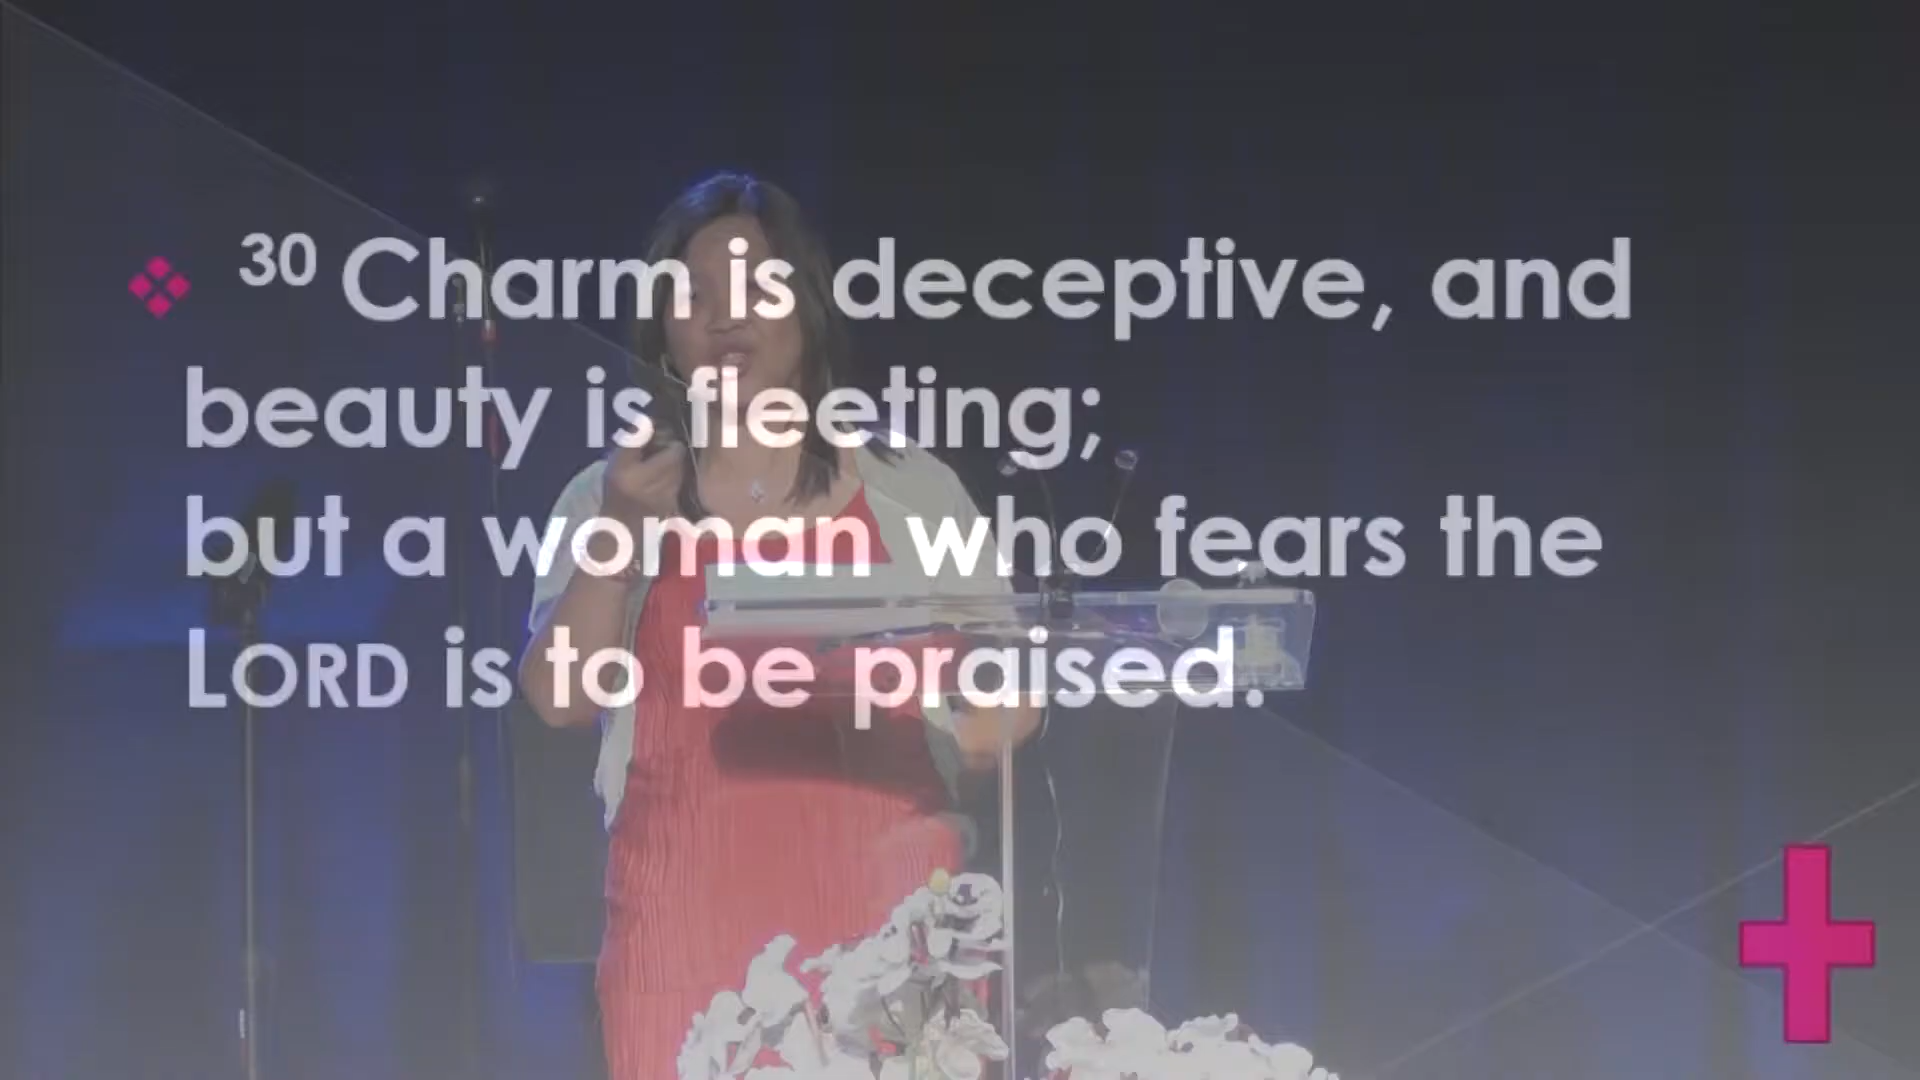 30 Charm is deceptive, and
beauty is fleeting;
but a woman who fears the
LORD is to be praised.